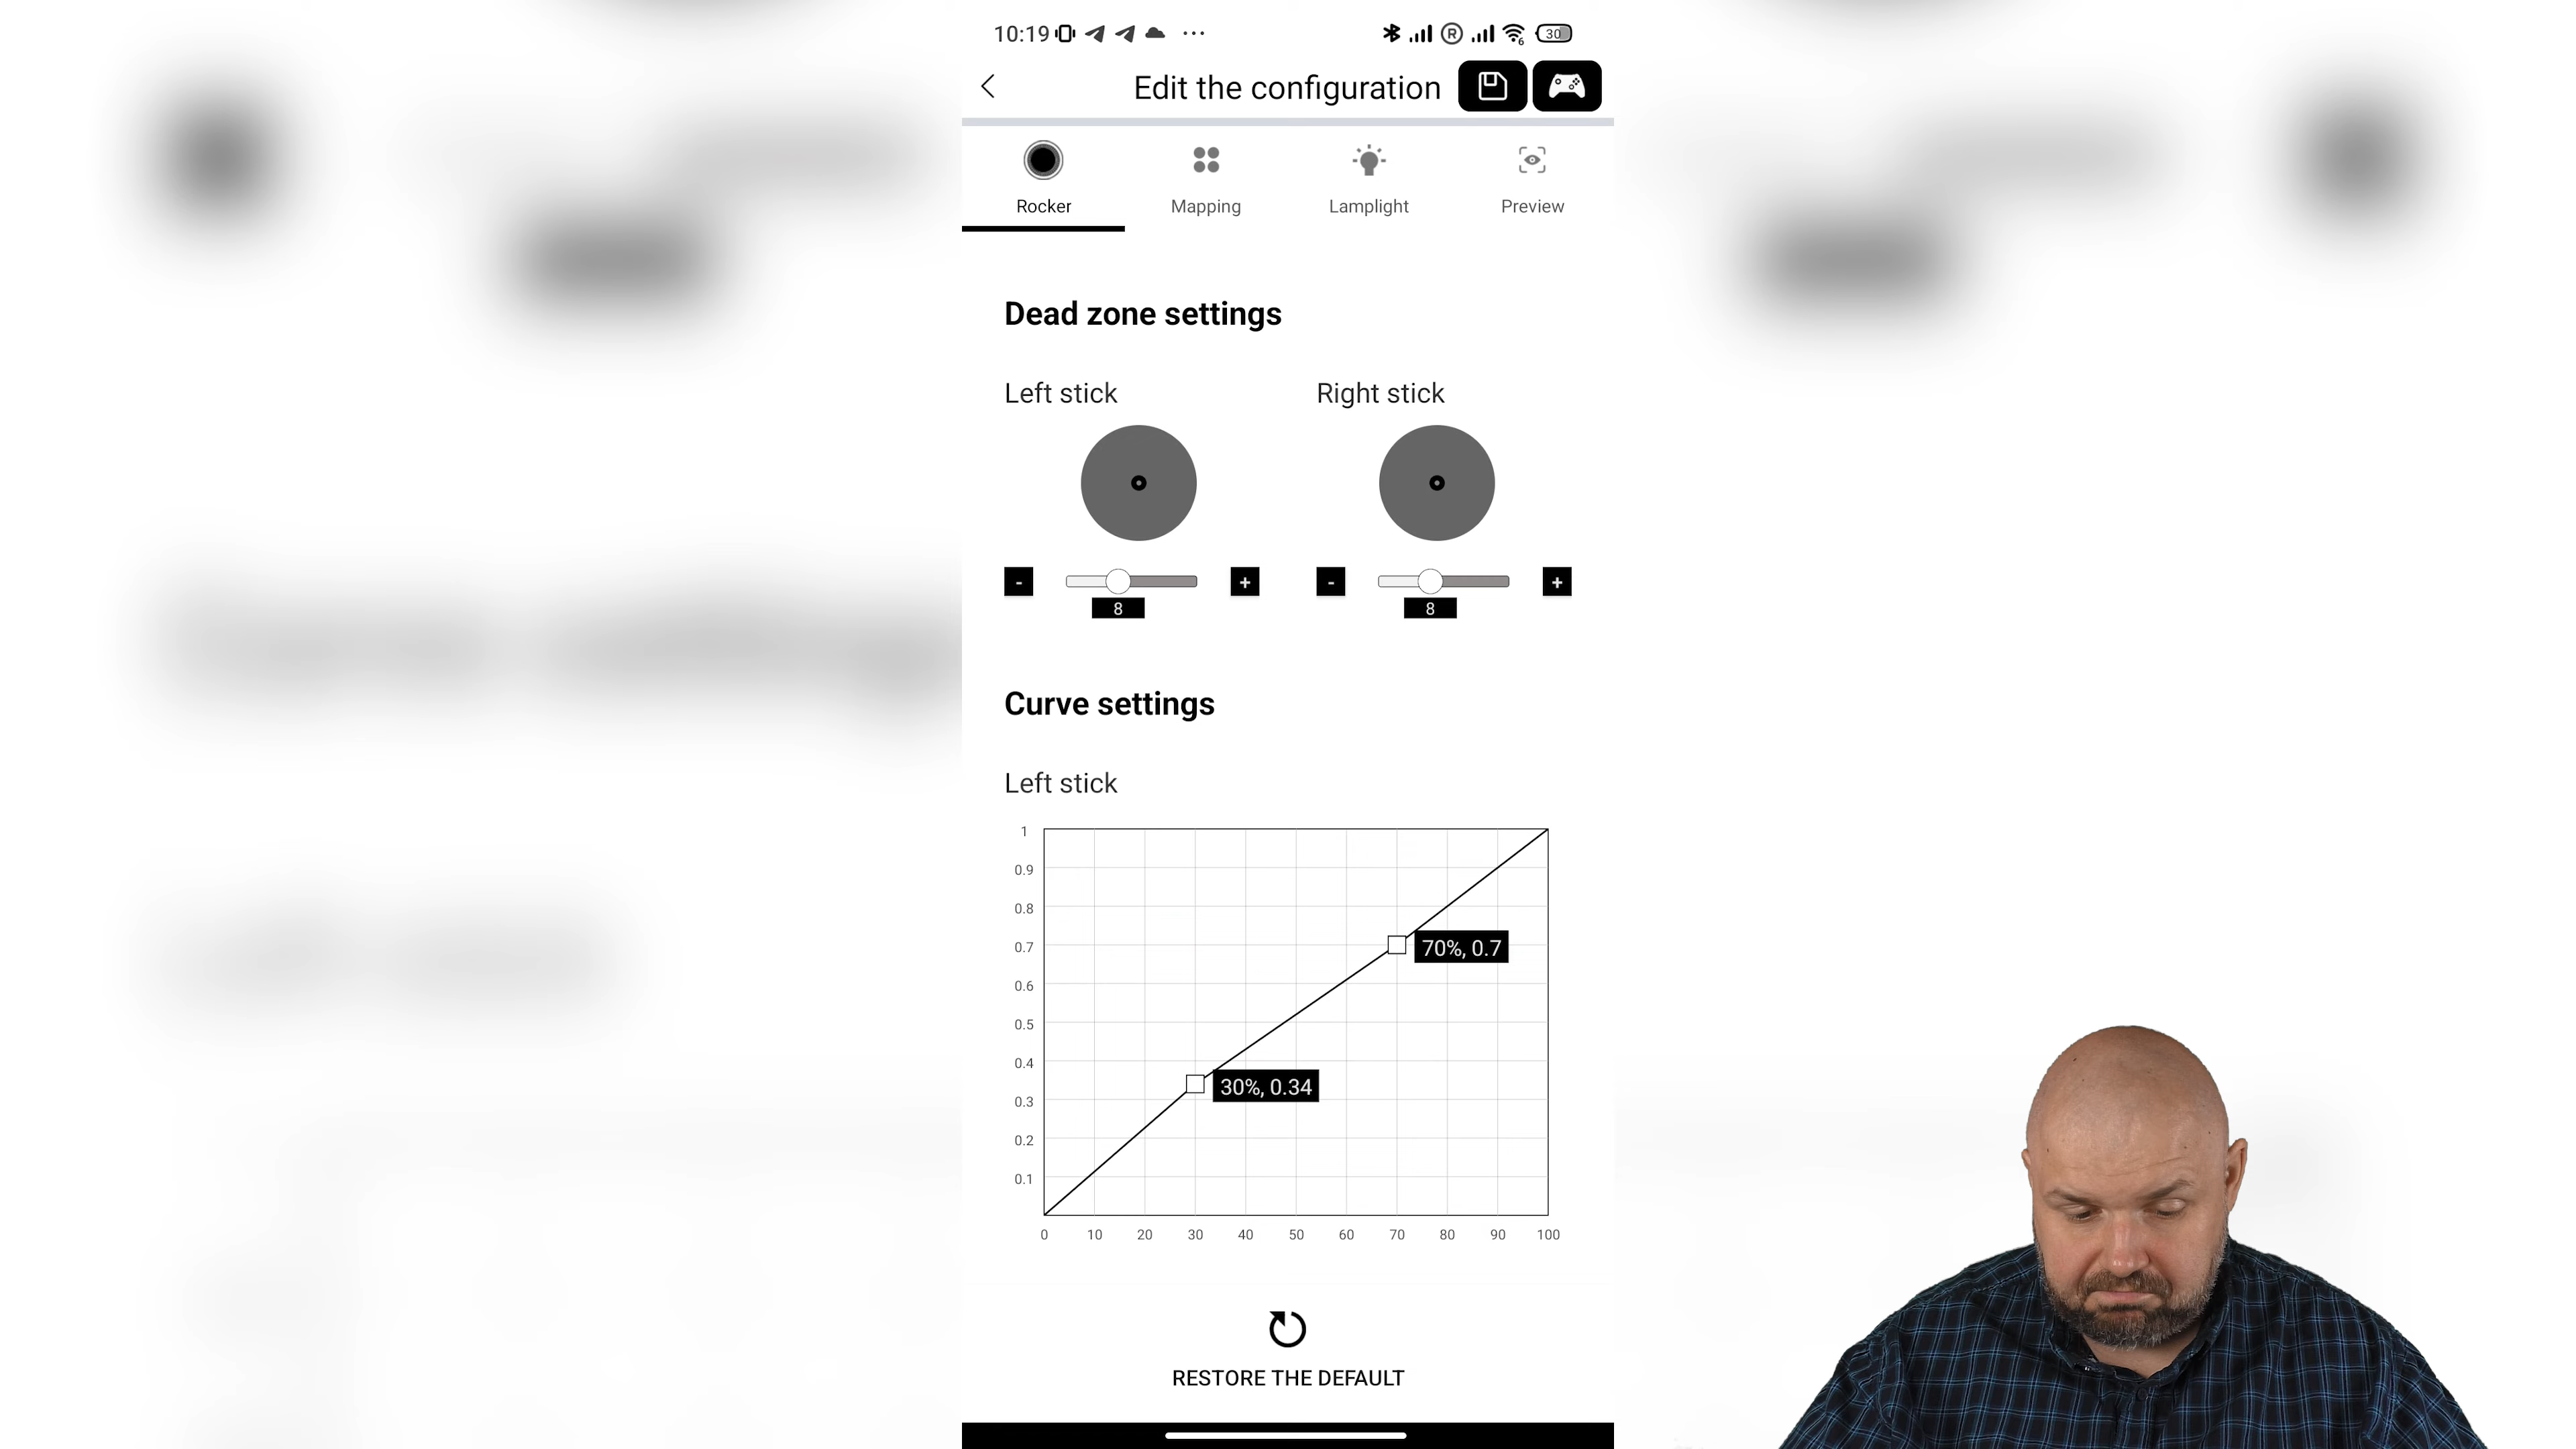 10:19 ... R 6 30
Edit the configuration
Rocker Mapping Lamplight Preview
Dead zone settings
Left stick Right stick
- + - +
8 8
Curve settings
Left stick
1
0.9
0.8
0.7
70%, 0.7
0.6
0.5
0.4
30%, 0.34
0.3
0.2
0.1
0 10 20 30 40 50 60 70 80 90 100
RESTORE THE DEFAULT